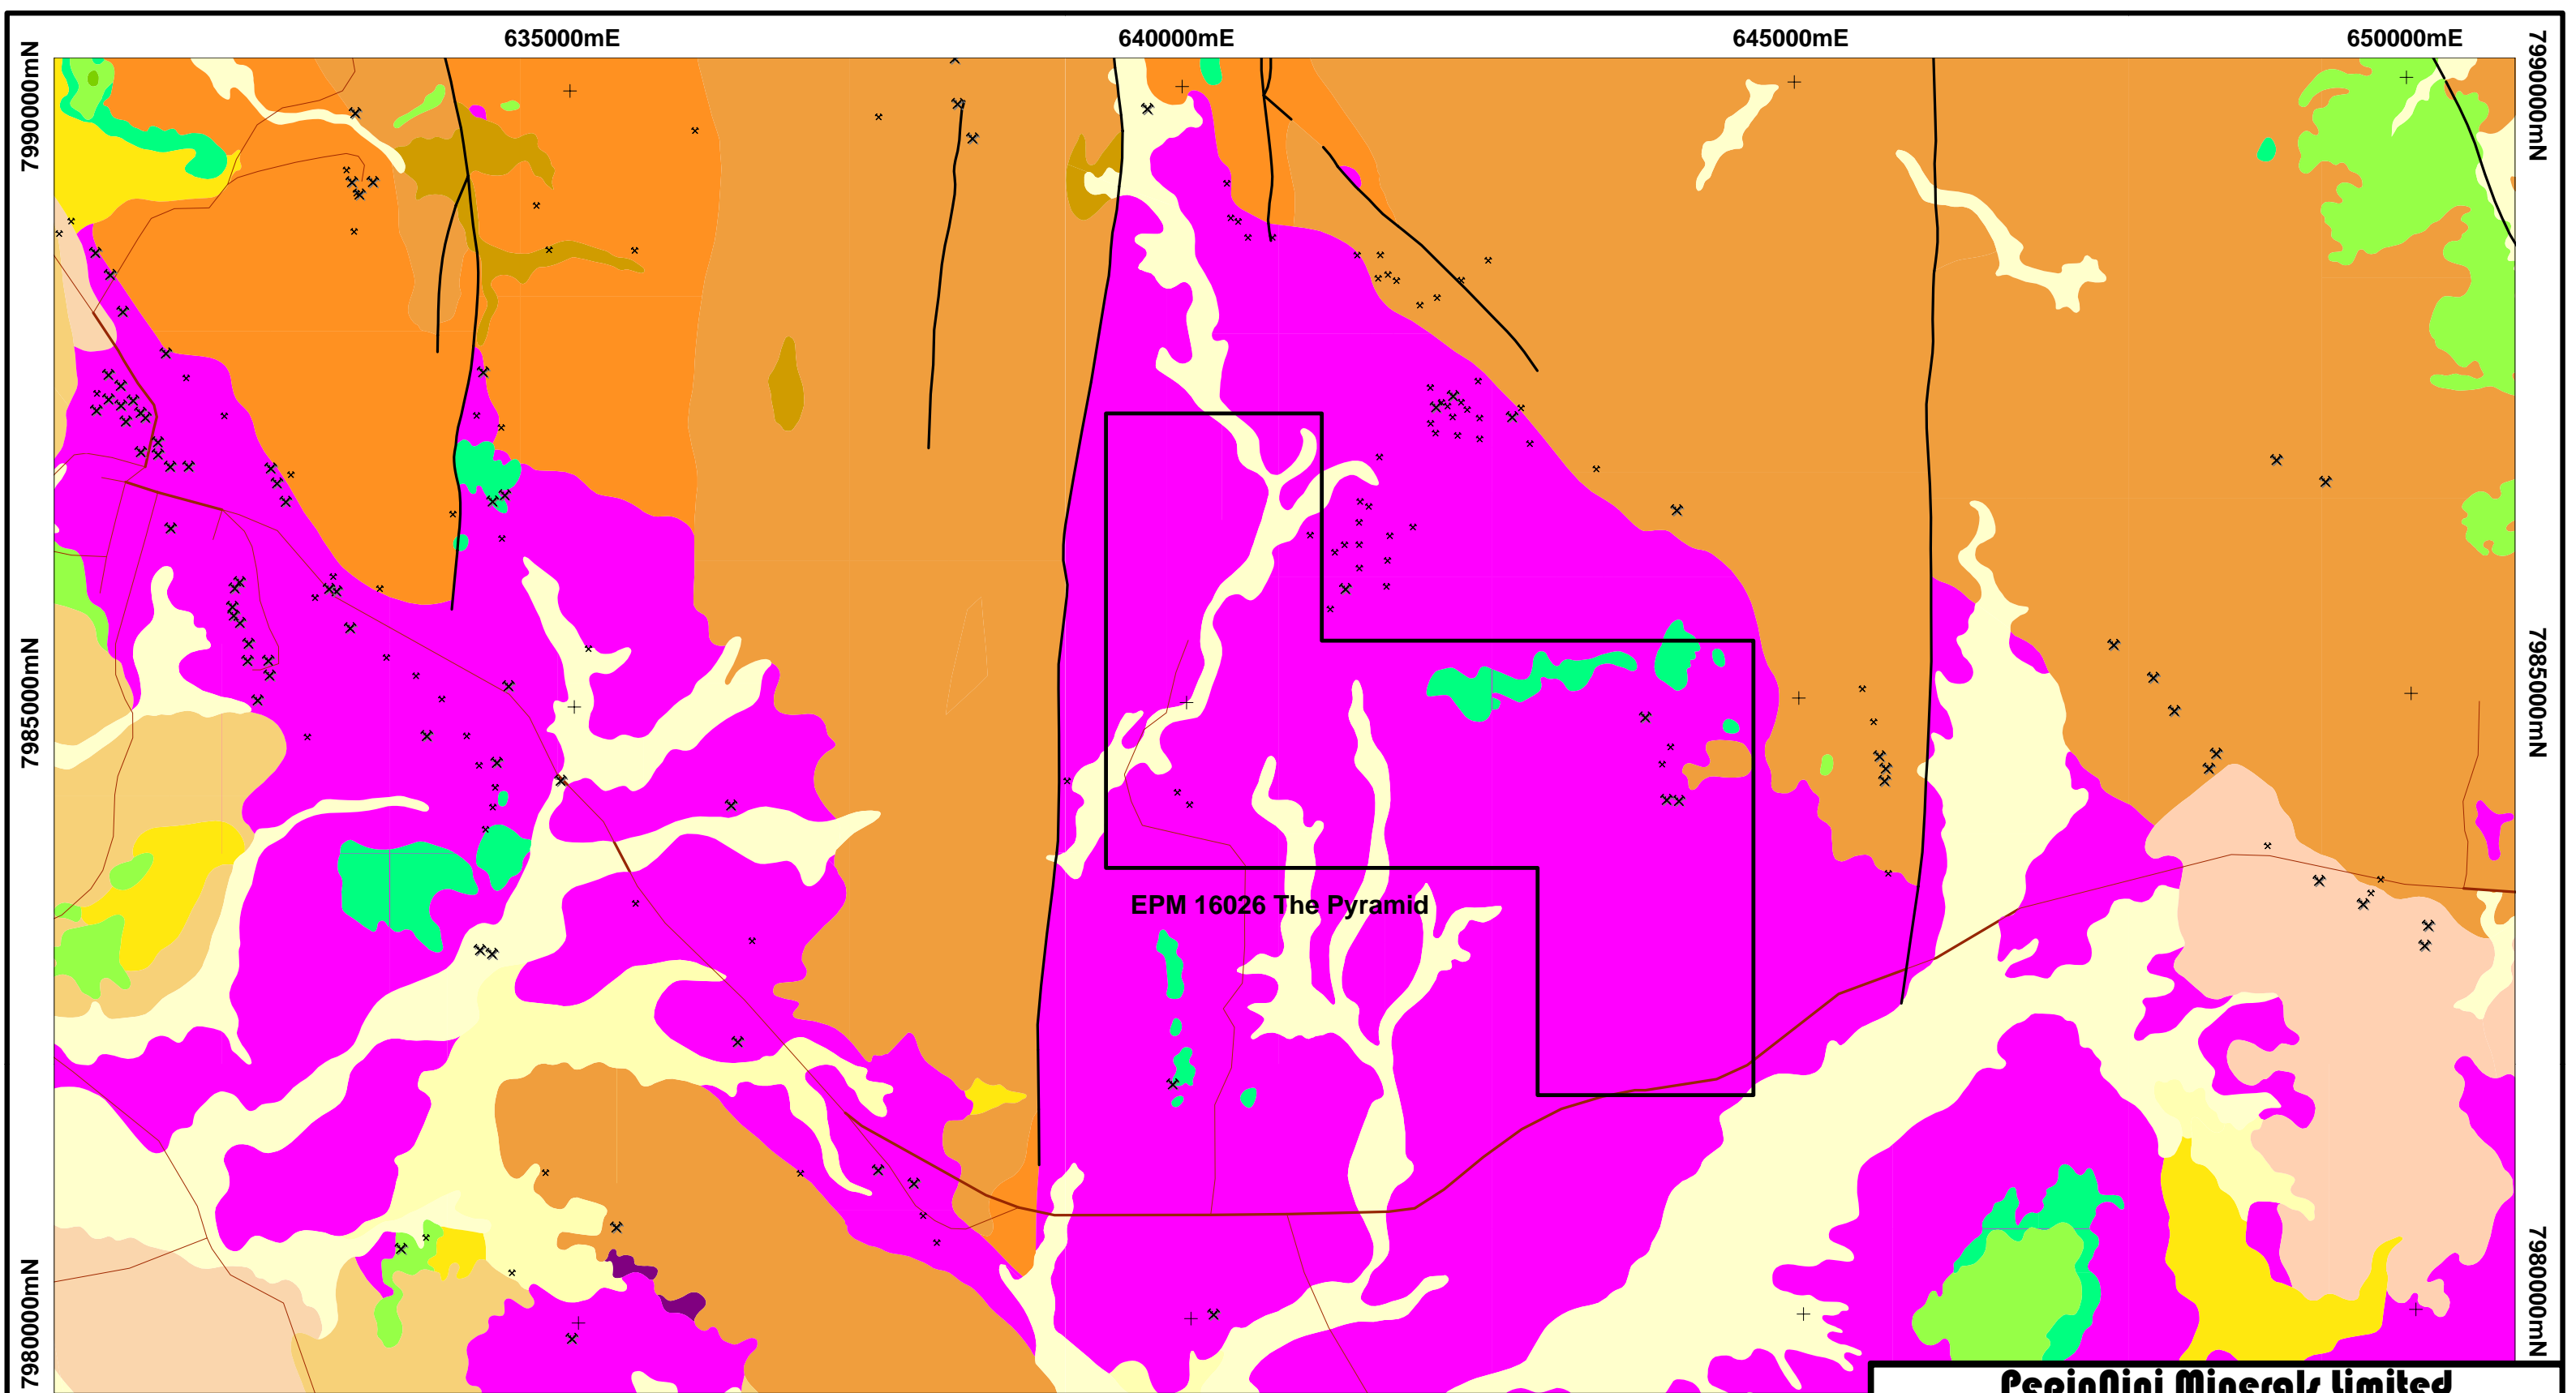 635000mE 640000mE 645000mE 650000mE
7990000mN 7990000mN
7985000mN 7985000mN
EPM 16026 The Pyramid
7980000mN 7980000mN
PepinNini Minerals Limited